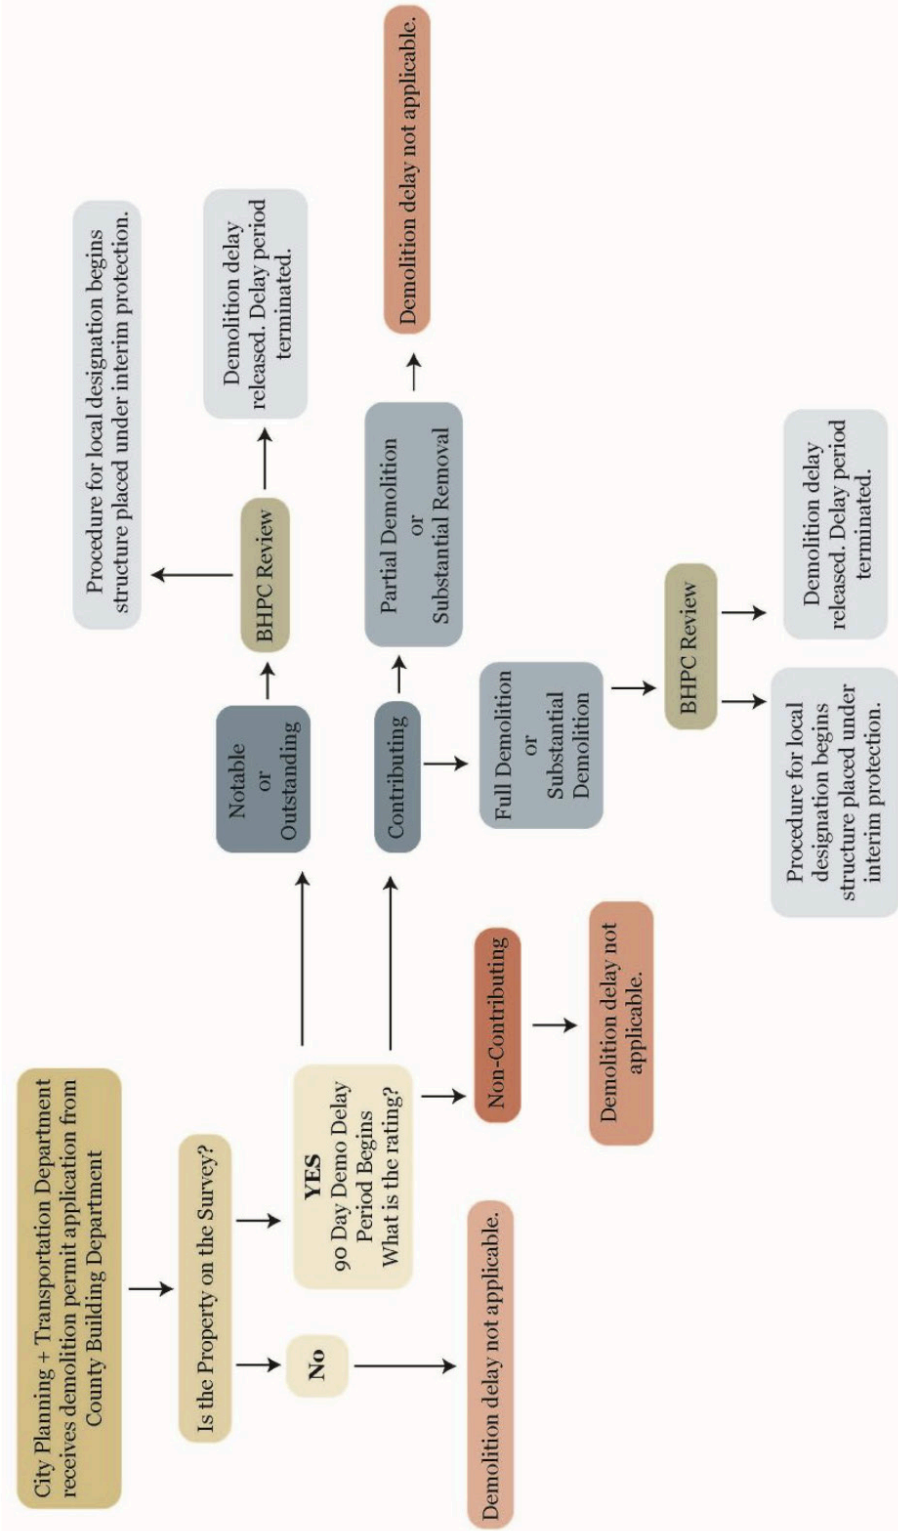 City Planning + Transportation Department
receives demolition permit application from
County Building Department
Is the Property on the Survey?
No
Demolition delay not applicable.
YES
90 Day Demo Delay
Period Begins
What is the rating?
Non-Contributing
Demolition delay not
applicable.
Notable
or
Outstanding
BHPC Review
Procedure for local designation begins
structure placed under interim protection.
Demolition delay
released. Delay period
terminated.
Contributing
Partial Demolition
or
Substantial Removal
Demolition delay not applicable.
Full Demolition
or
Substantial
Demolition
BHPC Review
Procedure for local
designation begins
structure placed under
interim protection.
Demolition delay
released. Delay period
terminated.